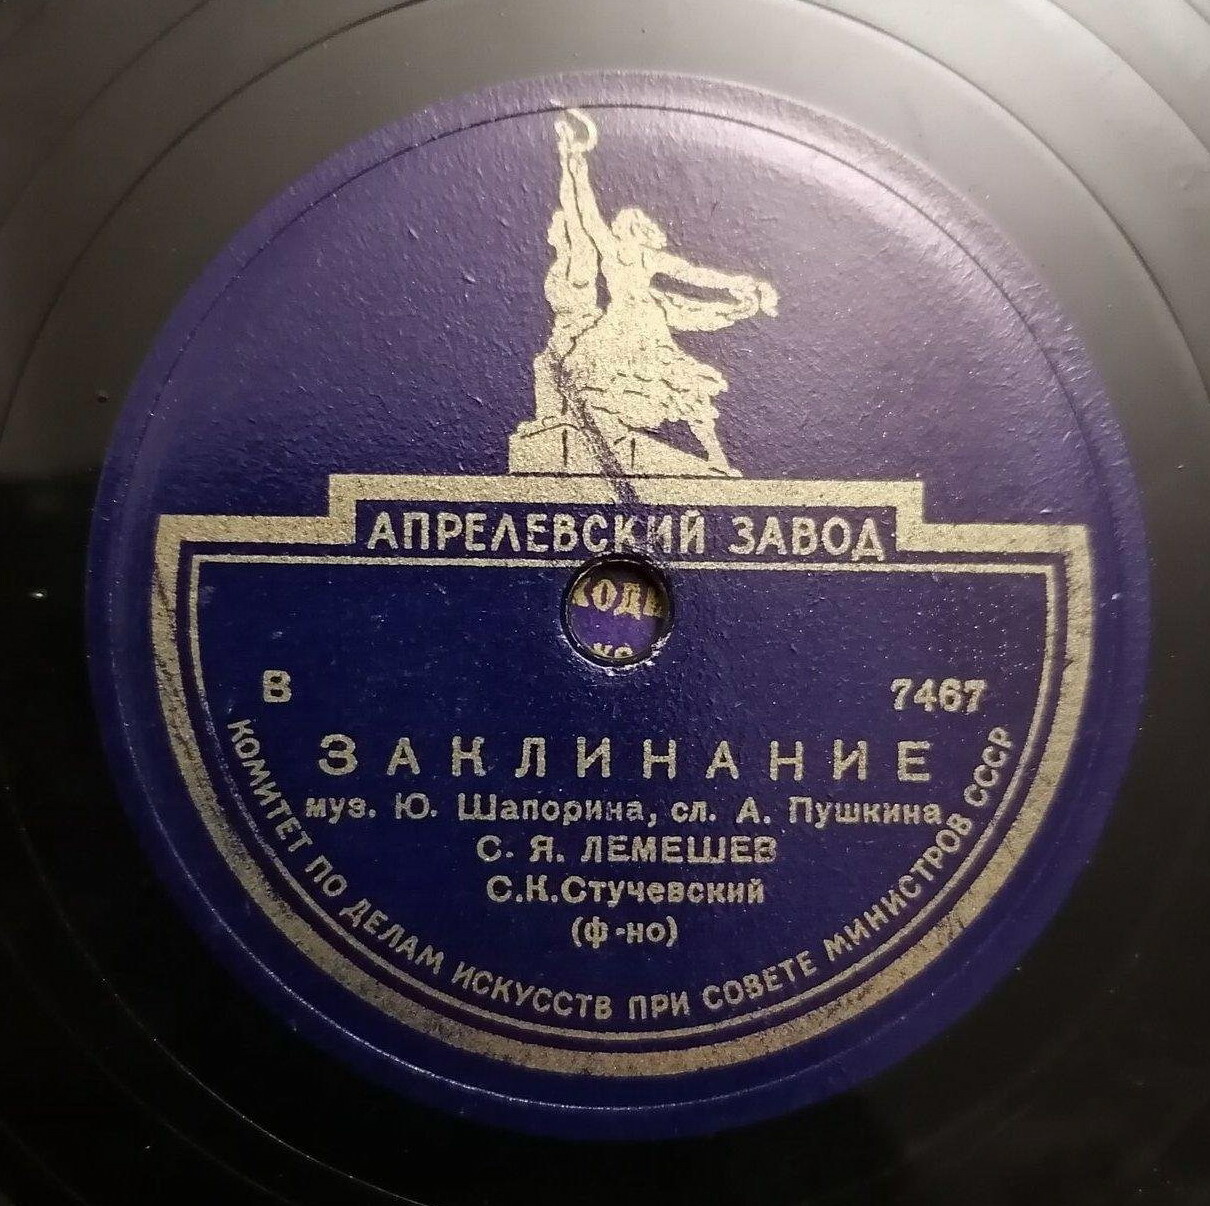 АПРЕЛЕВСКИЙ ЗАВОД
В 7467
ЗАКЛИНАНИЕ
муз. Ю. Шапорина, сл. А. Пушкина
С. Я. ЛЕМЕШЕВ
С.К.Стучевский
(ф-но)
КОМИТЕТ ПО ДЕЛАМ ИСКУССТВ ПРИ СОВЕТЕ МИНИСТРОВ СССР